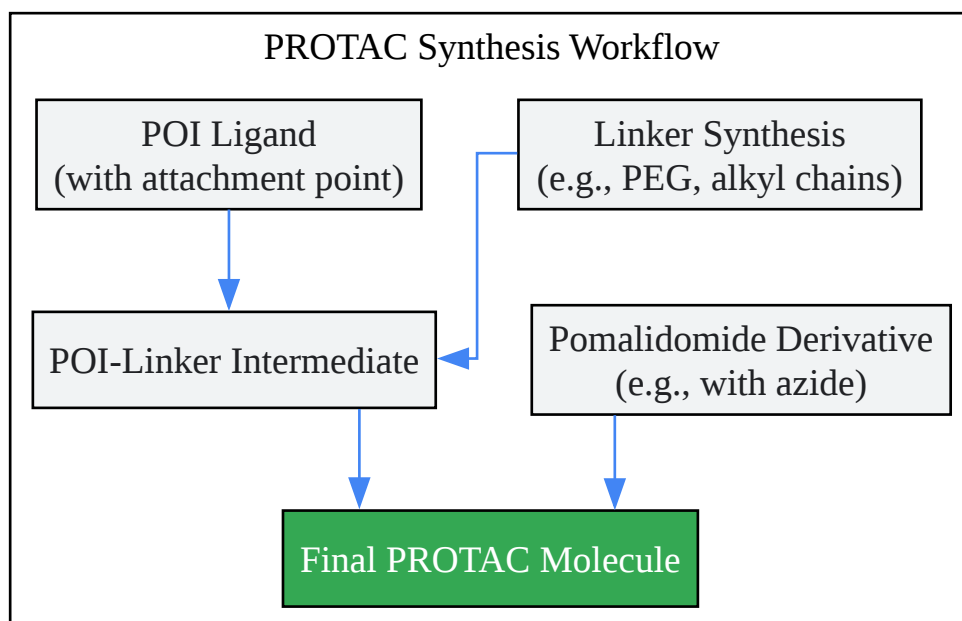 PROTAC Synthesis Workflow
POI Ligand
(with attachment point)
Linker Synthesis
(e.g., PEG, alkyl chains)
POI-Linker Intermediate
Pomalidomide Derivative
(e.g., with azide)
Final PROTAC Molecule